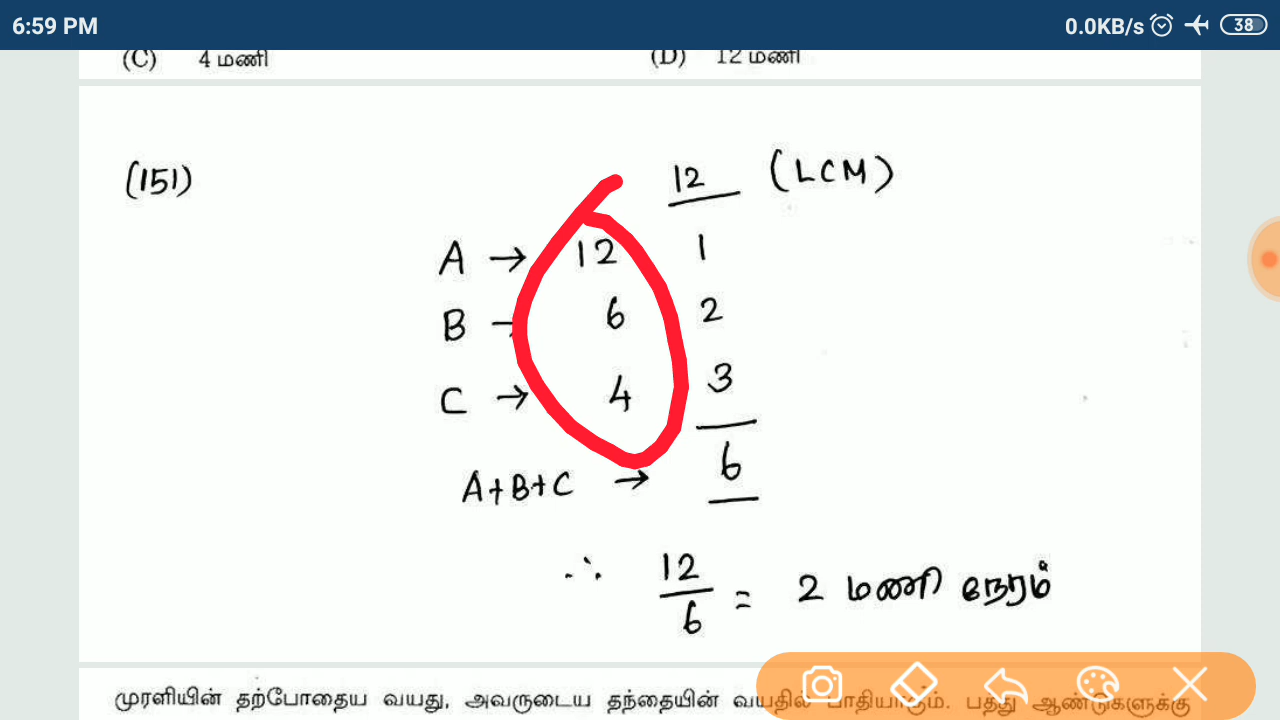 6:59 PM 0.0KB/s 38
(C) 4 மணி (D) 12 மணி
(151) 12 (LCM)
A → 12 1
B → 6 2
C → 4 3
A+B+C → 6
∴ 12/6 = 2 மணி நேரம்
முரளியின் தற்போதைய வயது, அவருடைய தந்தையின் வயதில் பாதியாகும். பத்து ஆண்டுகளுக்கு